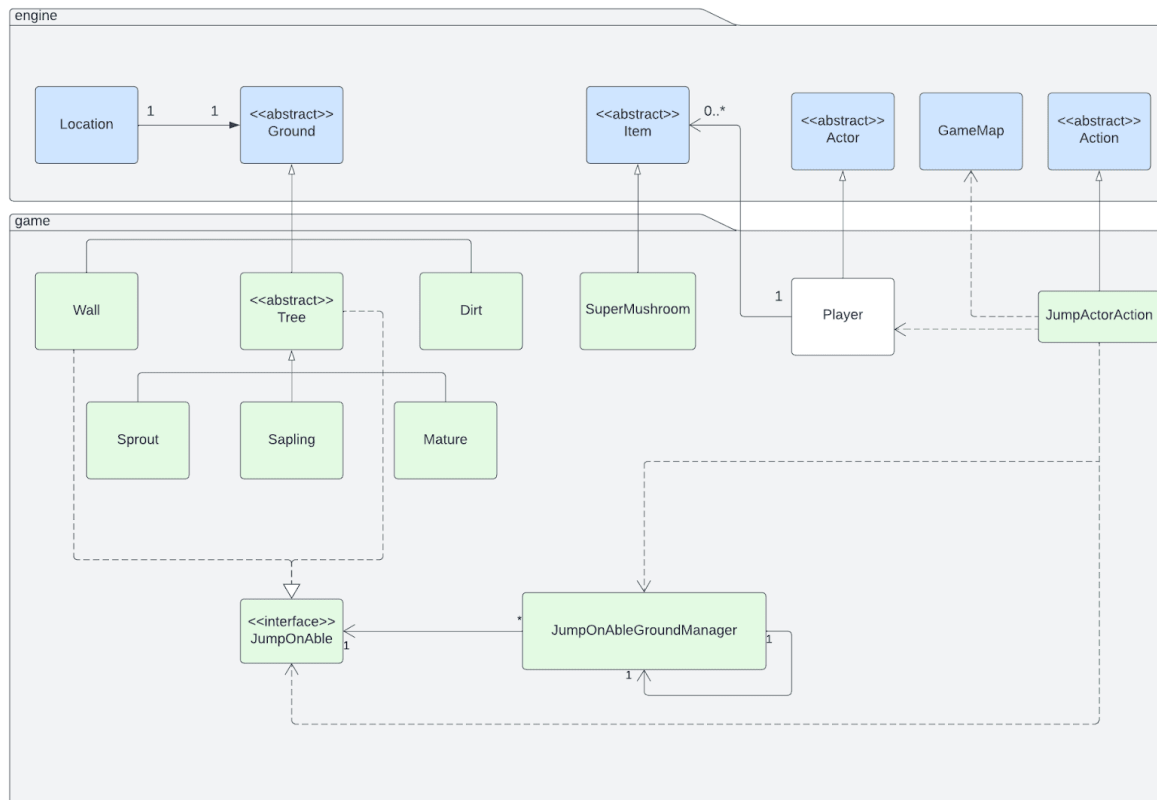 engine
Location
1
1
<<abstract>>
Ground
<<abstract>>
Item
0..*
<<abstract>>
Actor
GameMap
<<abstract>>
Action
game
Wall
<<abstract>>
Tree
Dirt
SuperMushroom
1
Player
JumpActorAction
Sprout
Sapling
Mature
<<interface>>
JumpOnAble
1
*
JumpOnAbleGroundManager
1
1